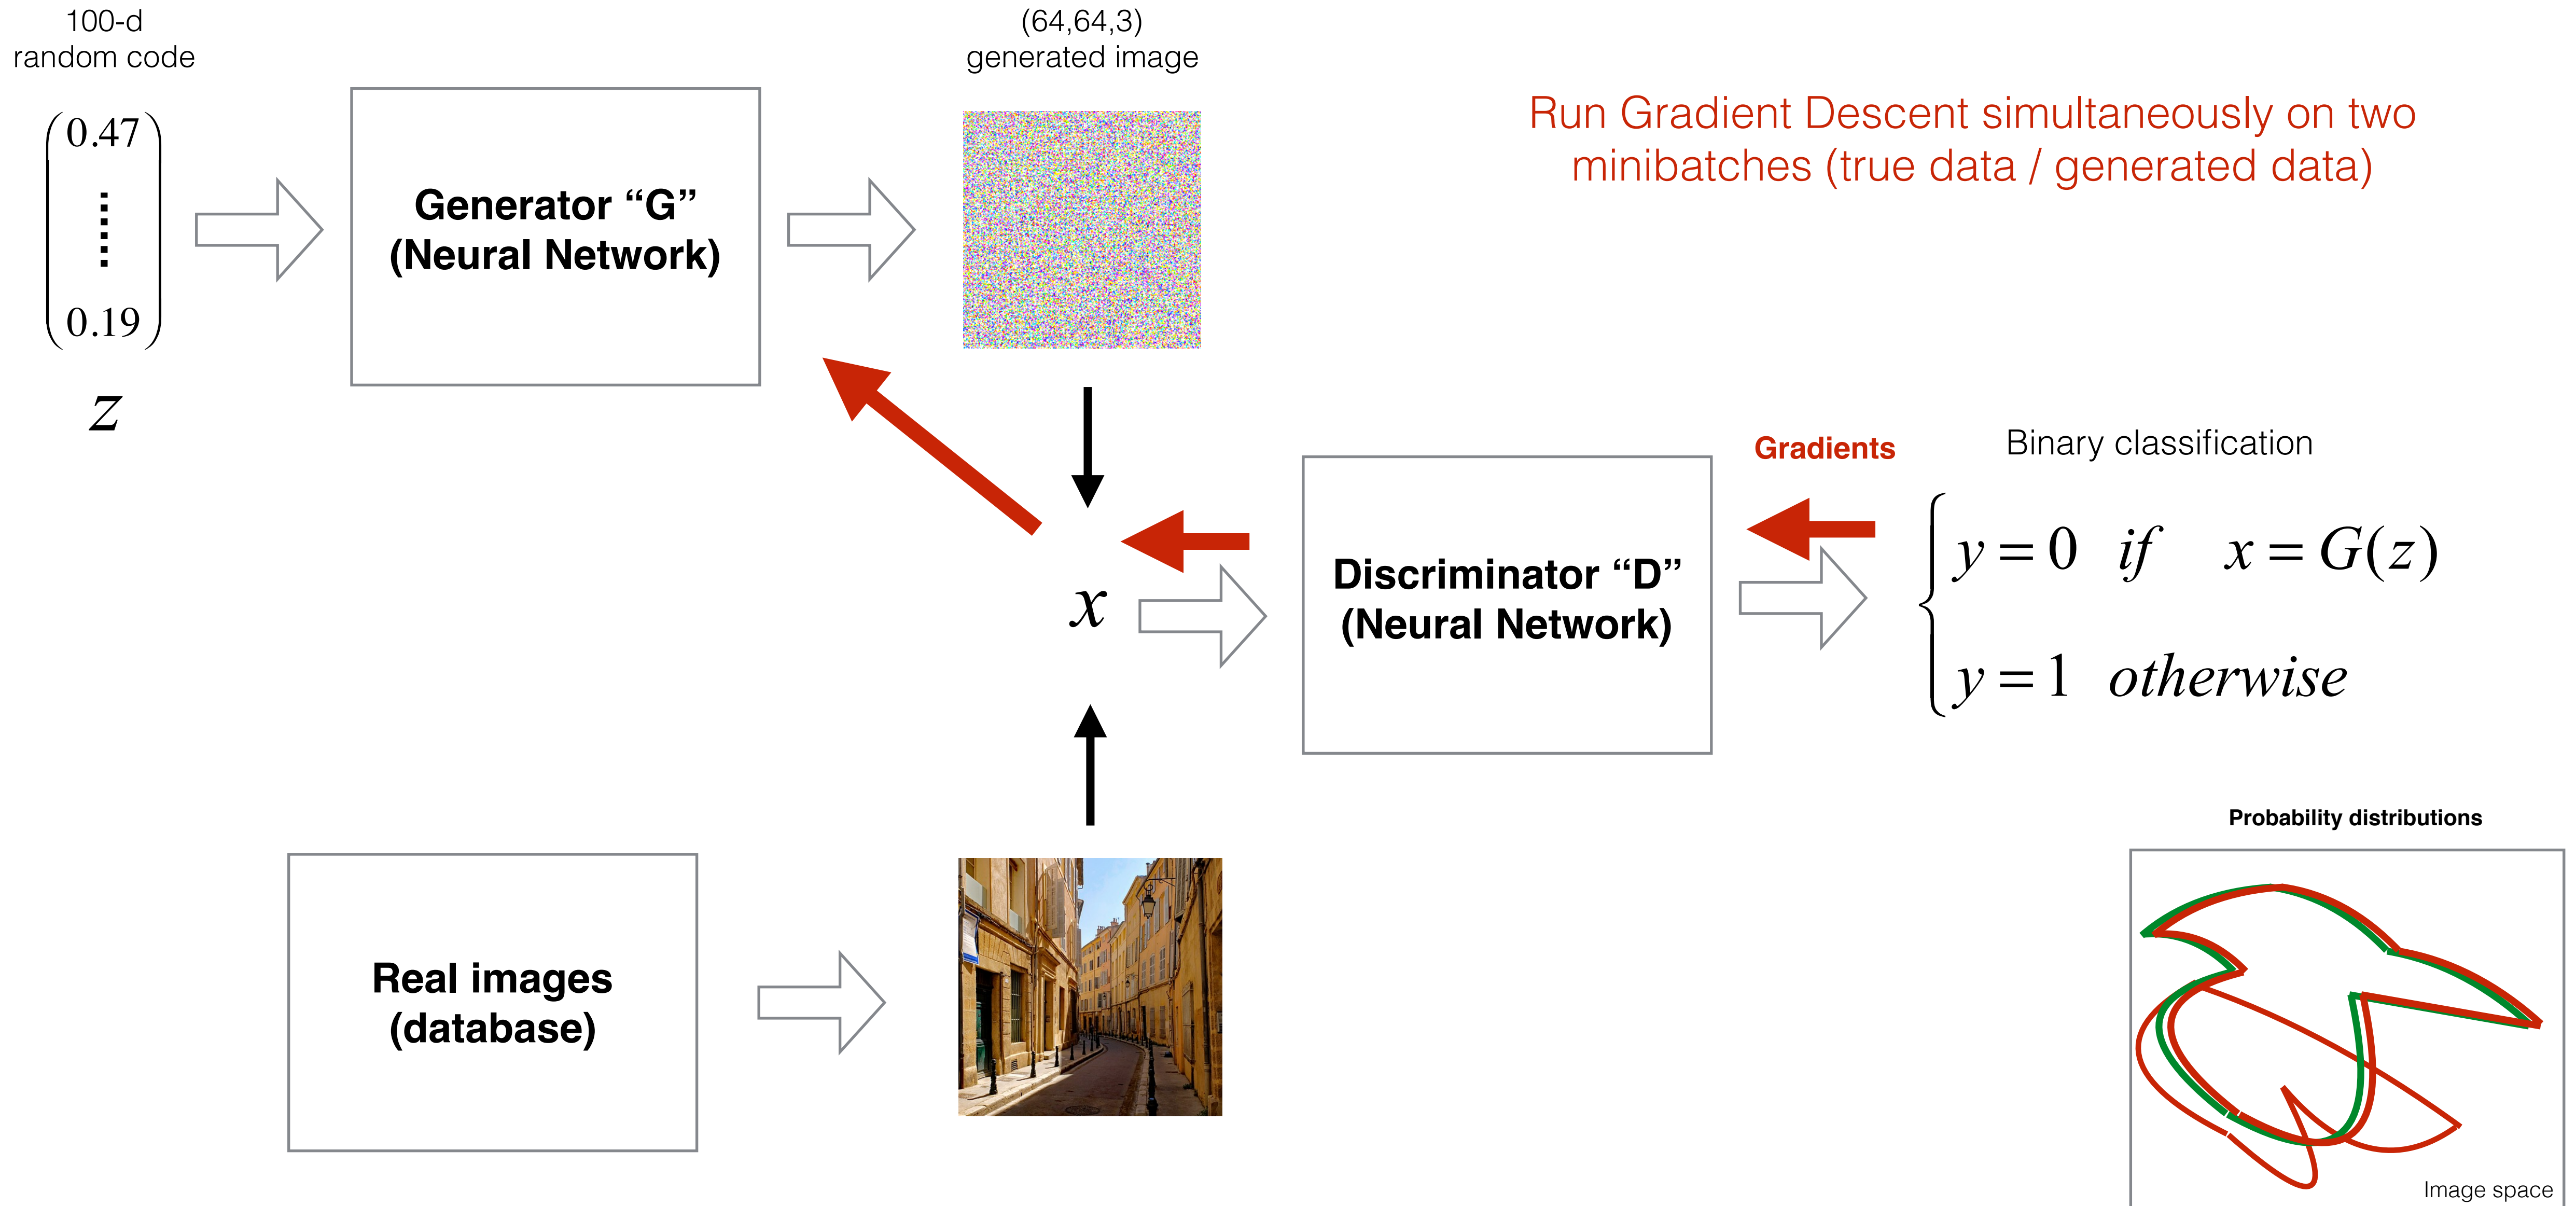 100-d
random code
0.47
0.19
z
Generator “G”
(Neural Network)
(64,64,3)
generated image
Run Gradient Descent simultaneously on two
minibatches (true data / generated data)
x
Discriminator “D”
(Neural Network)
Gradients
Binary classification
y = 0 if x = G(z)
y = 1 otherwise
Real images
(database)
Probability distributions
Image space